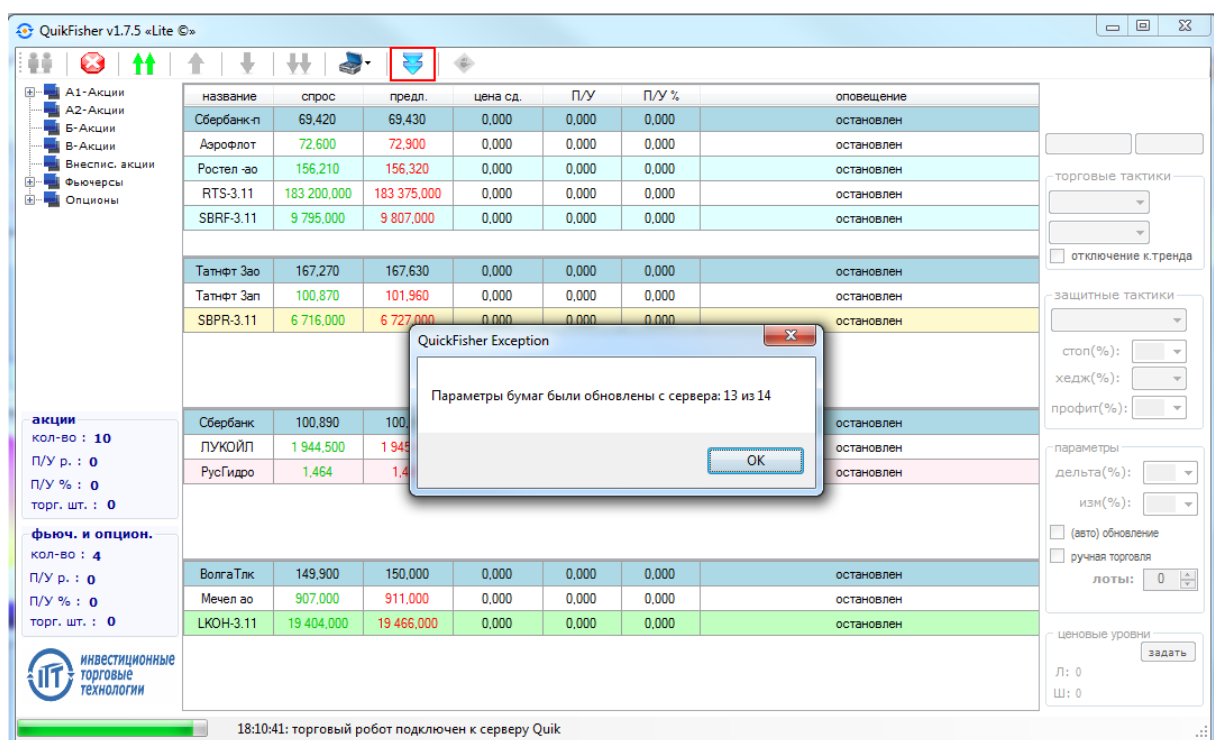 QuikFisher v1.7.5 «Lite ©»
А1-Акции
А2-Акции
Б-Акции
В-Акции
Внеспис. акции
Фьючерсы
Опционы
название спрос предл. цена сд. П/У П/У % оповещение
Сбербанк-п 69,420 69,430 0,000 0,000 0,000 остановлен
Аэрофлот 72,600 72,900 0,000 0,000 0,000 остановлен
Ростел -ао 156,210 156,320 0,000 0,000 0,000 остановлен
RTS-3.11 183 200,000 183 375,000 0,000 0,000 0,000 остановлен
SBRF-3.11 9 795,000 9 807,000 0,000 0,000 0,000 остановлен
Татнфт 3ао 167,270 167,630 0,000 0,000 0,000 остановлен
Татнфт 3ап 100,870 101,960 0,000 0,000 0,000 остановлен
SBPR-3.11 6 716,000 6 727,000 0,000 0,000 0,000 остановлен
QuickFisher Exception
Параметры бумаг были обновлены с сервера: 13 из 14
OK
Сбербанк 100,890 100, остановлен
ЛУКОЙЛ 1 944,500 1 945 остановлен
РусГидро 1,464 1,4 остановлен
ВолгаТлк 149,900 150,000 0,000 0,000 0,000 остановлен
Мечел ао 907,000 911,000 0,000 0,000 0,000 остановлен
LKOH-3.11 19 404,000 19 466,000 0,000 0,000 0,000 остановлен
акции
кол-во : 10
П/У р. : 0
П/У % : 0
торг. шт. : 0
фьюч. и опцион.
кол-во : 4
П/У р. : 0
П/У % : 0
торг. шт. : 0
ИНВЕСТИЦИОННЫЕ
ТОРГОВЫЕ
ТЕХНОЛОГИИ
торговые тактики
отключение к.тренда
защитные тактики
стоп(%):
хедж(%):
профит(%):
параметры
дельта(%):
изм(%):
(авто) обновление
ручная торговля
лоты: 0
ценовые уровни
задать
Л: 0
Ш: 0
18:10:41: торговый робот подключен к серверу Quik